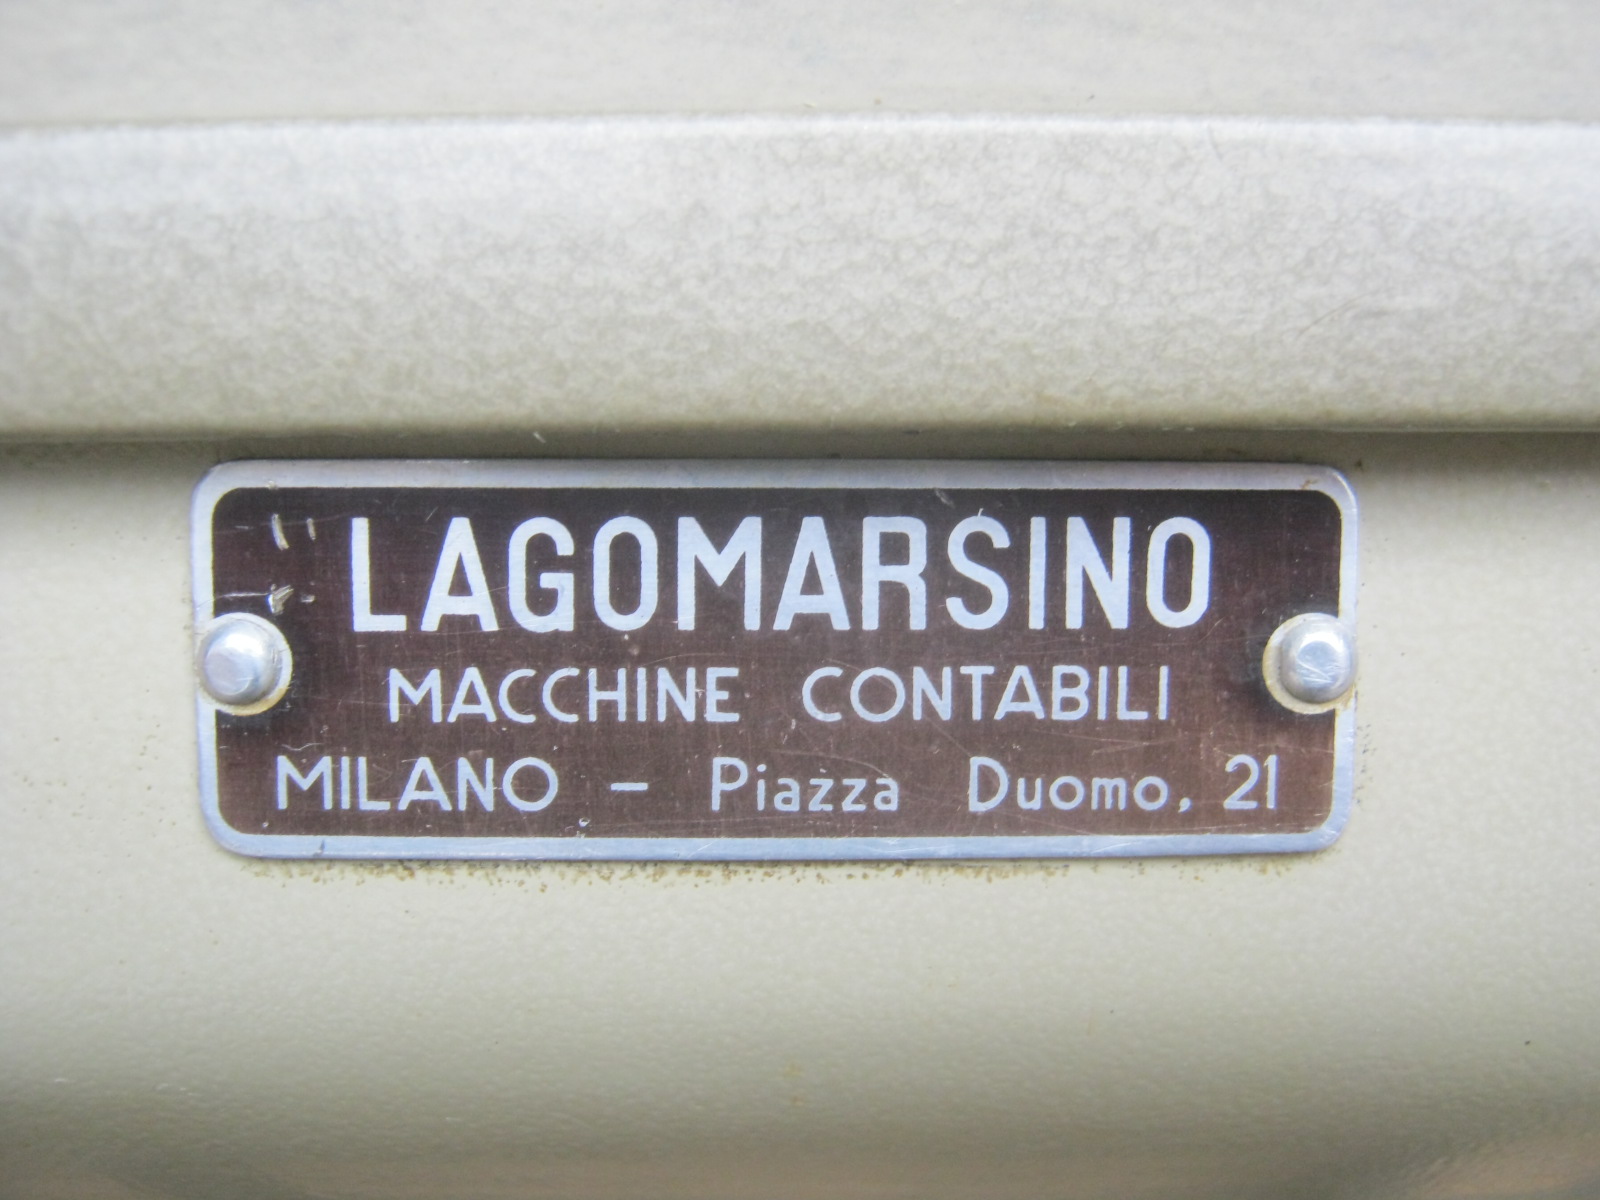 LAGOMARSINO
MACCHINE CONTABILI
MILANO - Piazza Duomo, 21